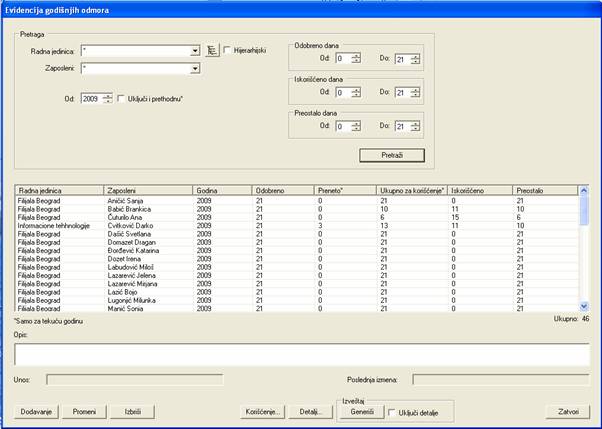 Evidencija godišnjih odmora
Pretraga
Radna jedinica: * Hijerarhijski
Zaposleni: *
Od: 2009 Uključi i prethodnu*
Odobreno dana
Od: 0 Do: 21
Iskorišćeno dana
Od: 0 Do: 21
Preostalo dana
Od: 0 Do: 21
Pretraži
Radna jedinica Zaposleni Godina Odobreno Preneto* Ukupno za korišćenje* Iskorišćeno Preostalo
Filijala Beograd Aničić Sanja 2009 21 0 21 0 21
Filijala Beograd Babić Brankica 2009 21 0 10 11 10
Filijala Beograd Čuturilo Ana 2009 21 0 6 15 6
Informacione tehhnologije Cvitković Darko 2009 21 3 13 11 10
Filijala Beograd Dašić Svetlana 2009 21 0 21 0 21
Filijala Beograd Domazet Dragan 2009 21 0 21 0 21
Filijala Beograd Đorđević Katarina 2009 21 0 21 0 21
Filijala Beograd Dozet Irena 2009 21 0 21 0 21
Filijala Beograd Labudović Miloš 2009 21 0 21 0 21
Filijala Beograd Lazarević Jelena 2009 21 0 21 0 21
Filijala Beograd Lazarević Mirjana 2009 21 0 21 0 21
Filijala Beograd Lazić Bojo 2009 21 0 21 0 21
Filijala Beograd Lugonjić Milunka 2009 21 0 21 0 21
Filijala Beograd Manić Sonja 2009 21 0 21 0 21
*Samo za tekuću godinu Ukupno: 46
Opis:
Unos: Poslednja izmena:
Izveštaj
Dodavanje Promeni Izbriši Korišćenje... Detalji... Generiši Uključi detalje Zatvori